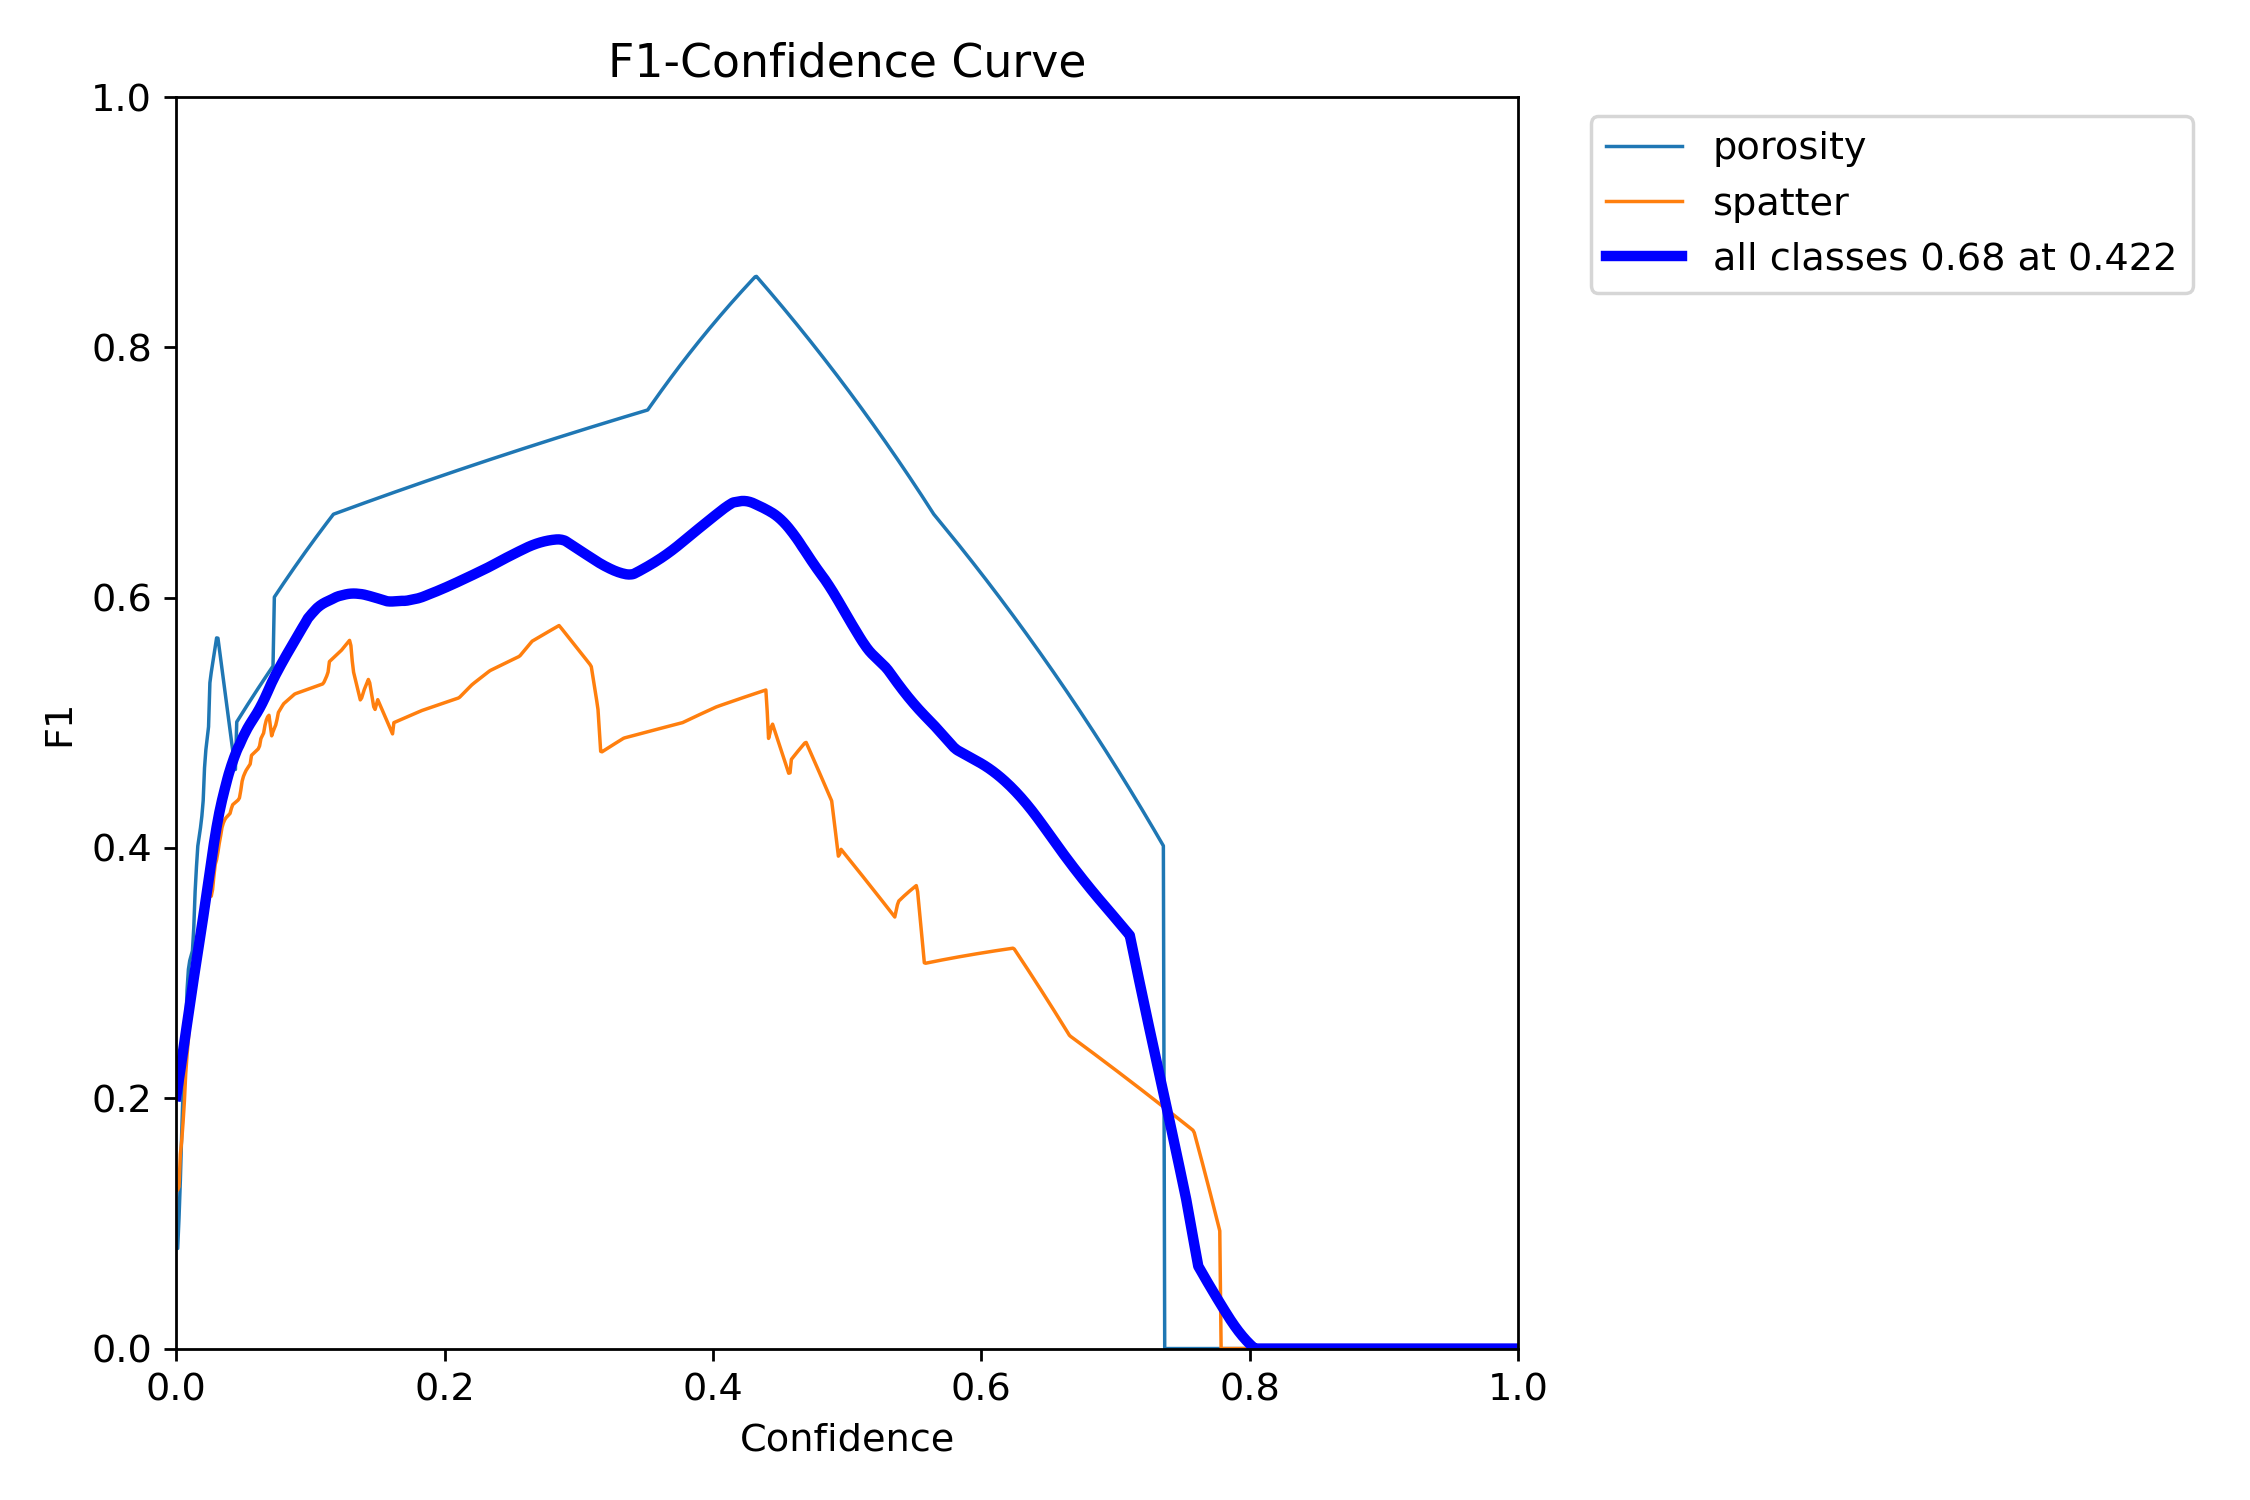 F1-Confidence Curve
1.0
0.8
0.6
0.4
0.2
0.0
F1
0.0 0.2 0.4 0.6 0.8 1.0
Confidence
porosity
spatter
all classes 0.68 at 0.422